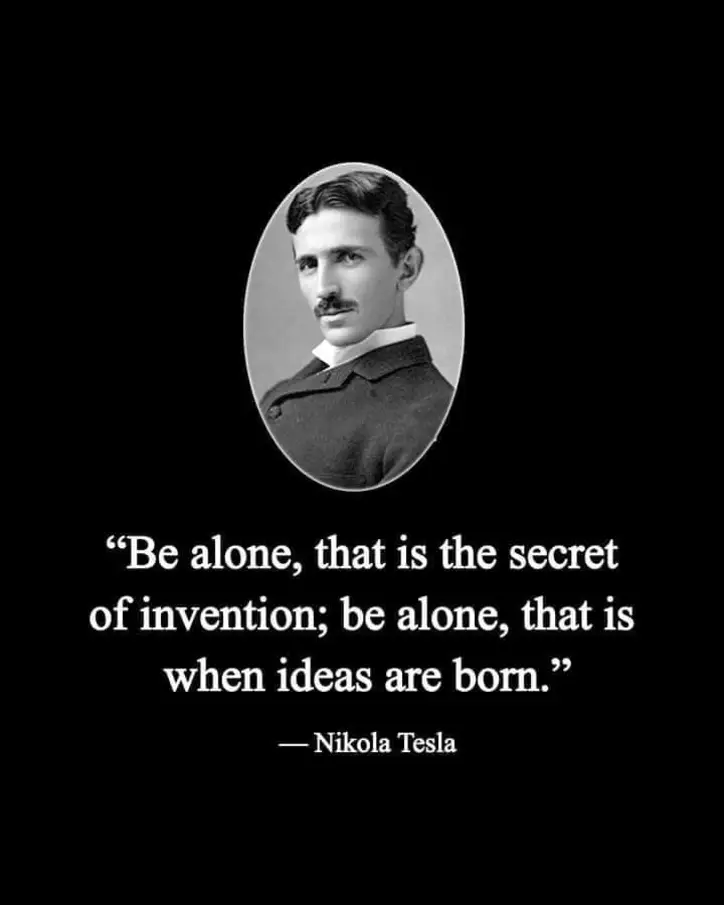 “Be alone, that is the secret
of invention; be alone, that is
when ideas are born.”
— Nikola Tesla